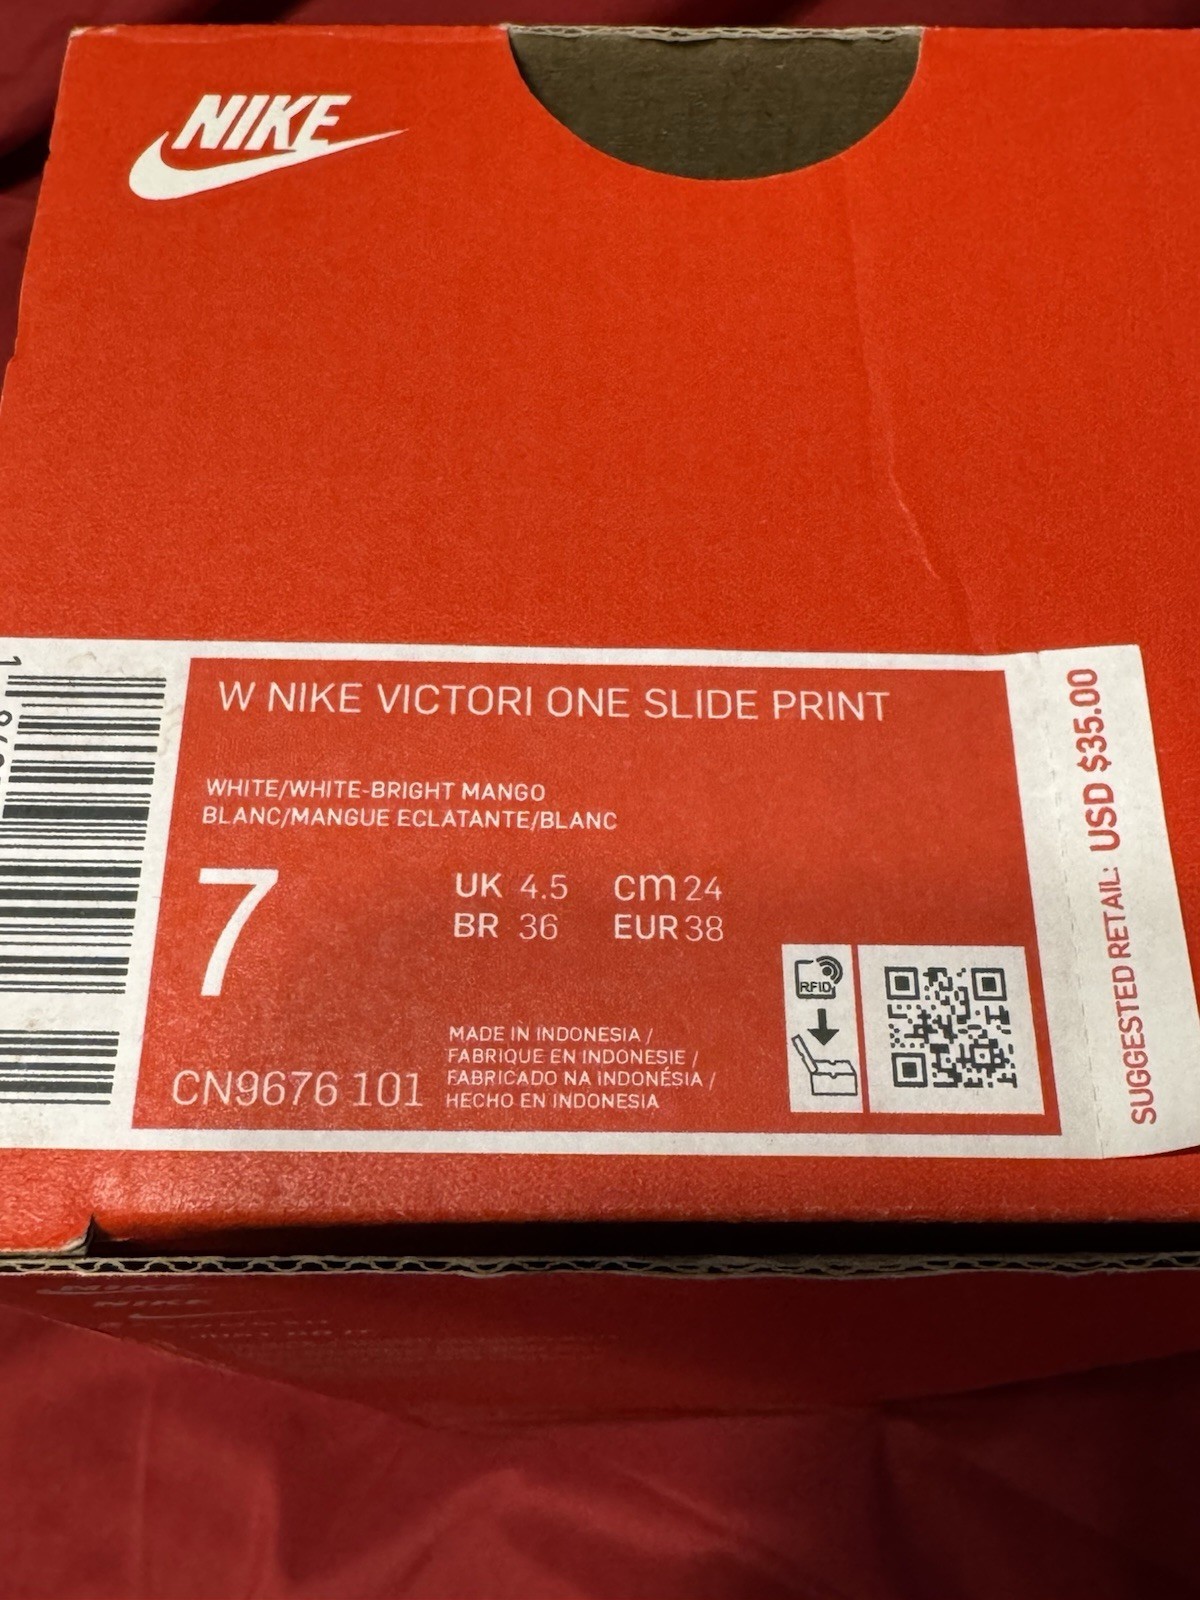 NIKE
W NIKE VICTORI ONE SLIDE PRINT
WHITE/WHITE-BRIGHT MANGO
BLANC/MANGUE ECLATANTE/BLANC
7
UK 4.5 cm 24
BR 36 EUR 38
RFID
MADE IN INDONESIA /
FABRIQUE EN INDONESIE /
FABRICADO NA INDONÉSIA /
HECHO EN INDONESIA
CN9676 101
SUGGESTED RETAIL: USD $35.00
NIKE